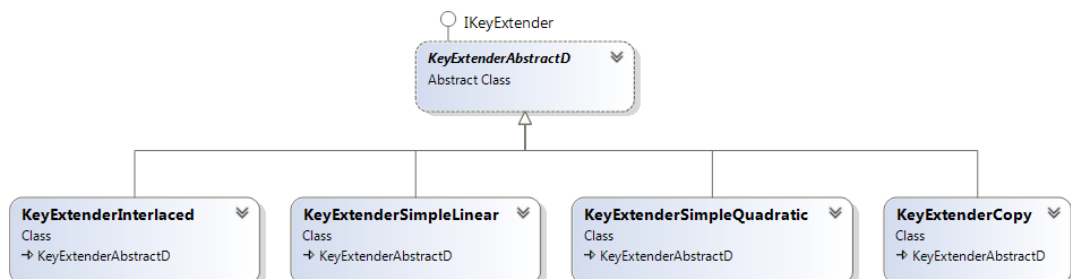 IKeyExtender
KeyExtenderAbstractD
Abstract Class
KeyExtenderInterlaced
Class
KeyExtenderAbstractD
KeyExtenderSimpleLinear
Class
KeyExtenderAbstractD
KeyExtenderSimpleQuadratic
Class
KeyExtenderAbstractD
KeyExtenderCopy
Class
KeyExtenderAbstractD